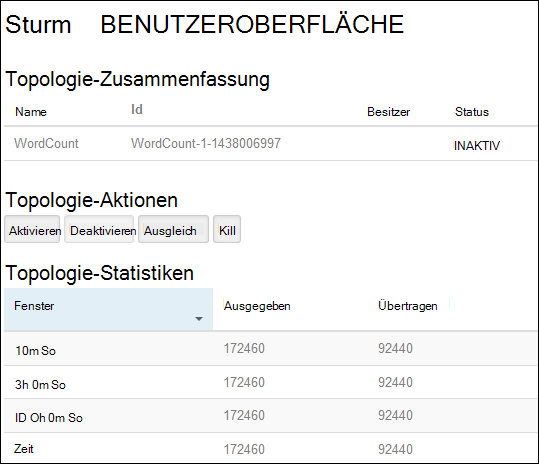 Sturm BENUTZEROBERFLÄCHE
Topologie-Zusammenfassung
Name Id Besitzer Status
WordCount WordCount-1-1438006997 INAKTIV
Topologie-Aktionen
Aktivieren Deaktivieren Ausgleich Kill
Topologie-Statistiken
Fenster Ausgegeben Übertragen
10m So 172460 92440
3h 0m So 172460 92440
ID Oh 0m So 172460 92440
Zeit 172460 92440